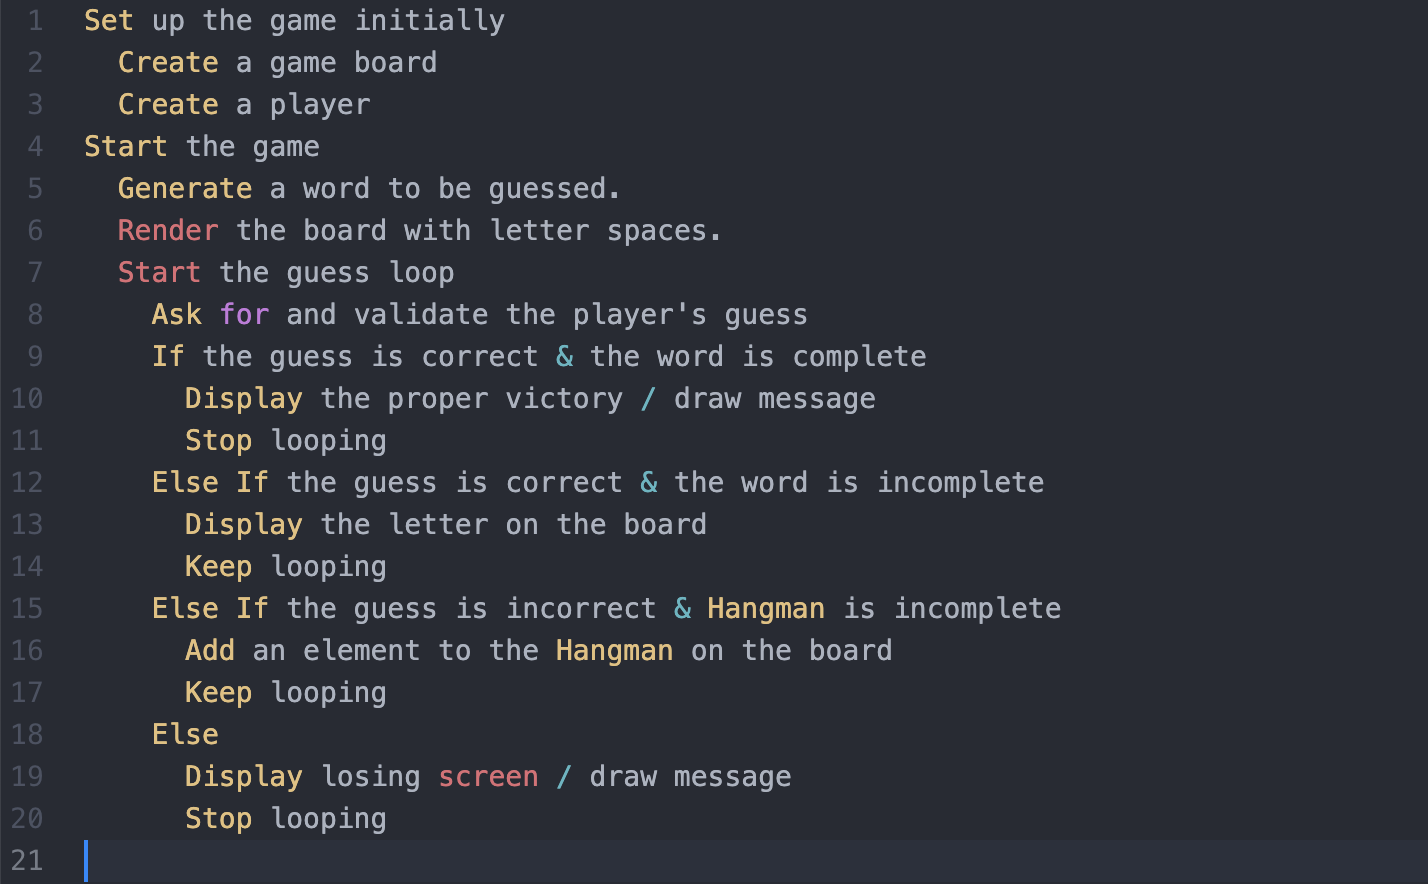 1 Set up the game initially
2 Create a game board
3 Create a player
4 Start the game
5 Generate a word to be guessed.
6 Render the board with letter spaces.
7 Start the guess loop
8 Ask for and validate the player's guess
9 If the guess is correct & the word is complete
10 Display the proper victory / draw message
11 Stop looping
12 Else If the guess is correct & the word is incomplete
13 Display the letter on the board
14 Keep looping
15 Else If the guess is incorrect & Hangman is incomplete
16 Add an element to the Hangman on the board
17 Keep looping
18 Else
19 Display losing screen / draw message
20 Stop looping
21